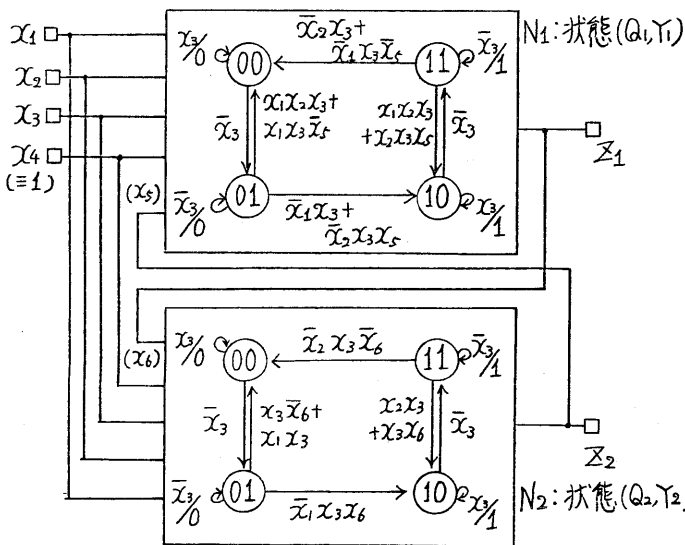 x₁
x₂
x₃
x₄
(≡1)
(x₅)
x₃/0
00
x̄₂x₃+
x̄₁x₃x̄₅
11
x̄₃/1
N1:状態(Q₁,Y₁)
x̄₃
x₁x₂x₃+
x₁x₃x̄₅
x₁x₂x₃
+x₂x₃x₅
x̄₃
Z₁
x̄₃/0
01
x̄₁x₃+
x̄₂x₃x₅
10
x₃/1
(x₆)
x₃/0
00
x̄₂x₃x̄₆
11
x̄₃/1
x̄₃
x₃x̄₆+
x₁x₃
x₂x₃
+x₃x₆
x̄₃
Z₂
x̄₃/0
01
x̄₁x₃x₆
10
x₃/1
N2:状態(Q₂,Y₂